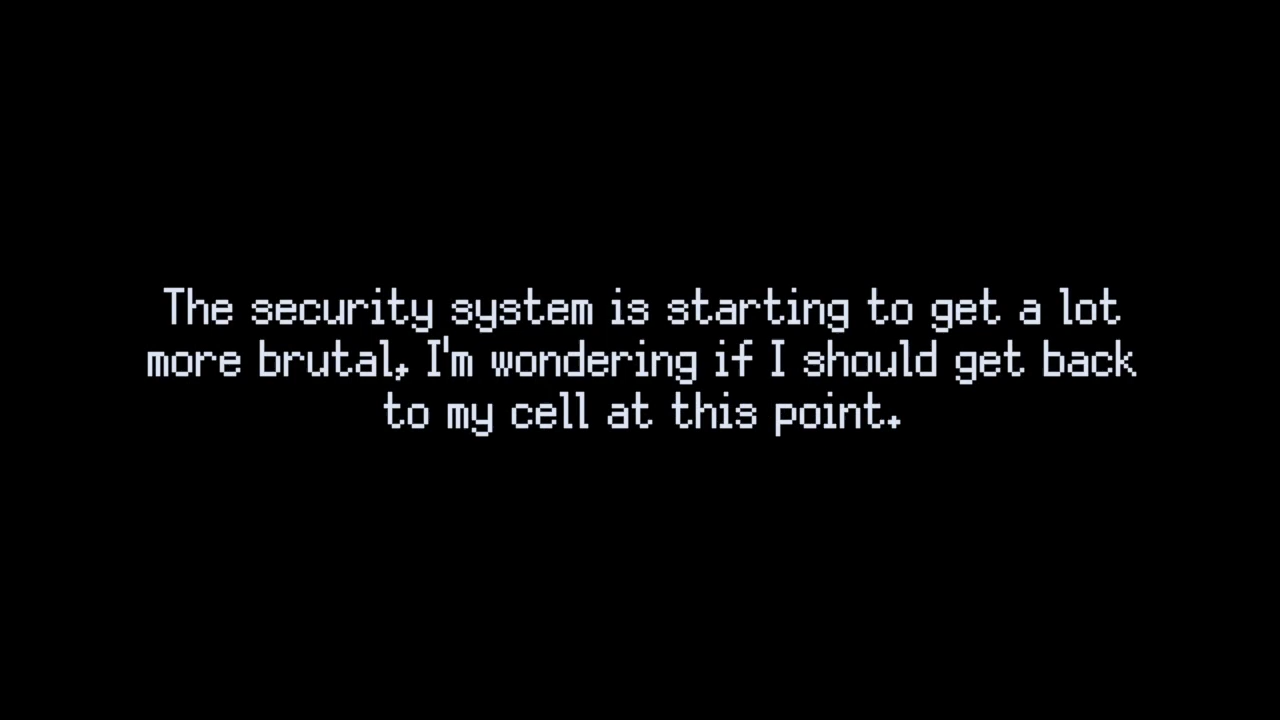 The security system is starting to get a lot
more brutal, I'm wondering if I should get back
to my cell at this point.